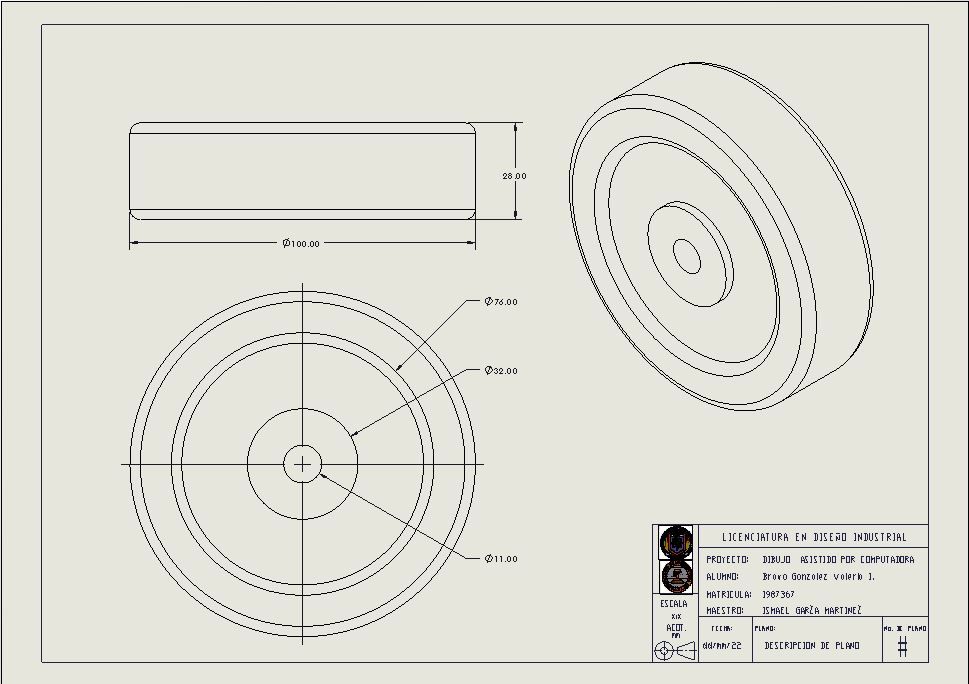 28.00
Ø100.00
Ø76.00
Ø32.00
Ø11.00
LICENCIATURA EN DISEÑO INDUSTRIAL
PROYECTO: DIBUJO ASISTIDO POR COMPUTADORA
ALUMNO: Bravo Gonzalez Valeria I.
MATRICULA: 1987367
MAESTRO: ISMAEL GARZA MARTINEZ
ESCALA
X:X
ACOT.
mm
FECHA:
dd/mm/22
PLANO:
DESCRIPCION DE PLANO
No. DE PLANO
#